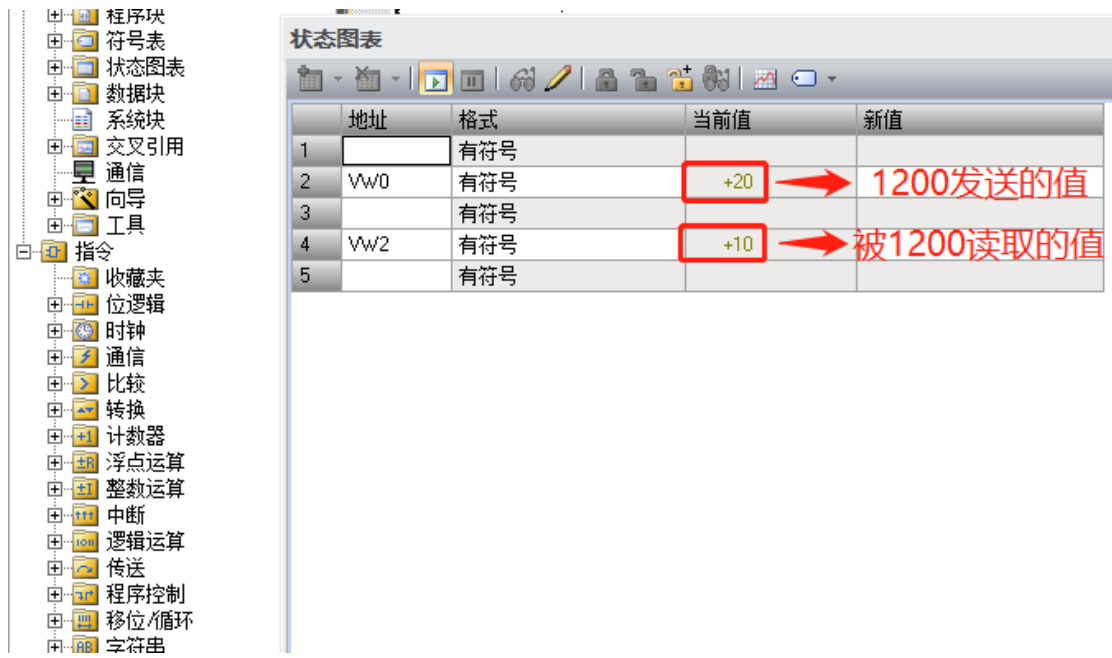 程序块
符号表
状态图表
数据块
系统块
交叉引用
通信
向导
工具
指令
收藏夹
位逻辑
时钟
通信
比较
转换
计数器
浮点运算
整数运算
中断
逻辑运算
传送
程序控制
移位/循环
字符串
状态图表
地址 格式 当前值 新值
1 有符号
2 VW0 有符号 +20 1200发送的值
3 有符号
4 VW2 有符号 +10 被1200读取的值
5 有符号